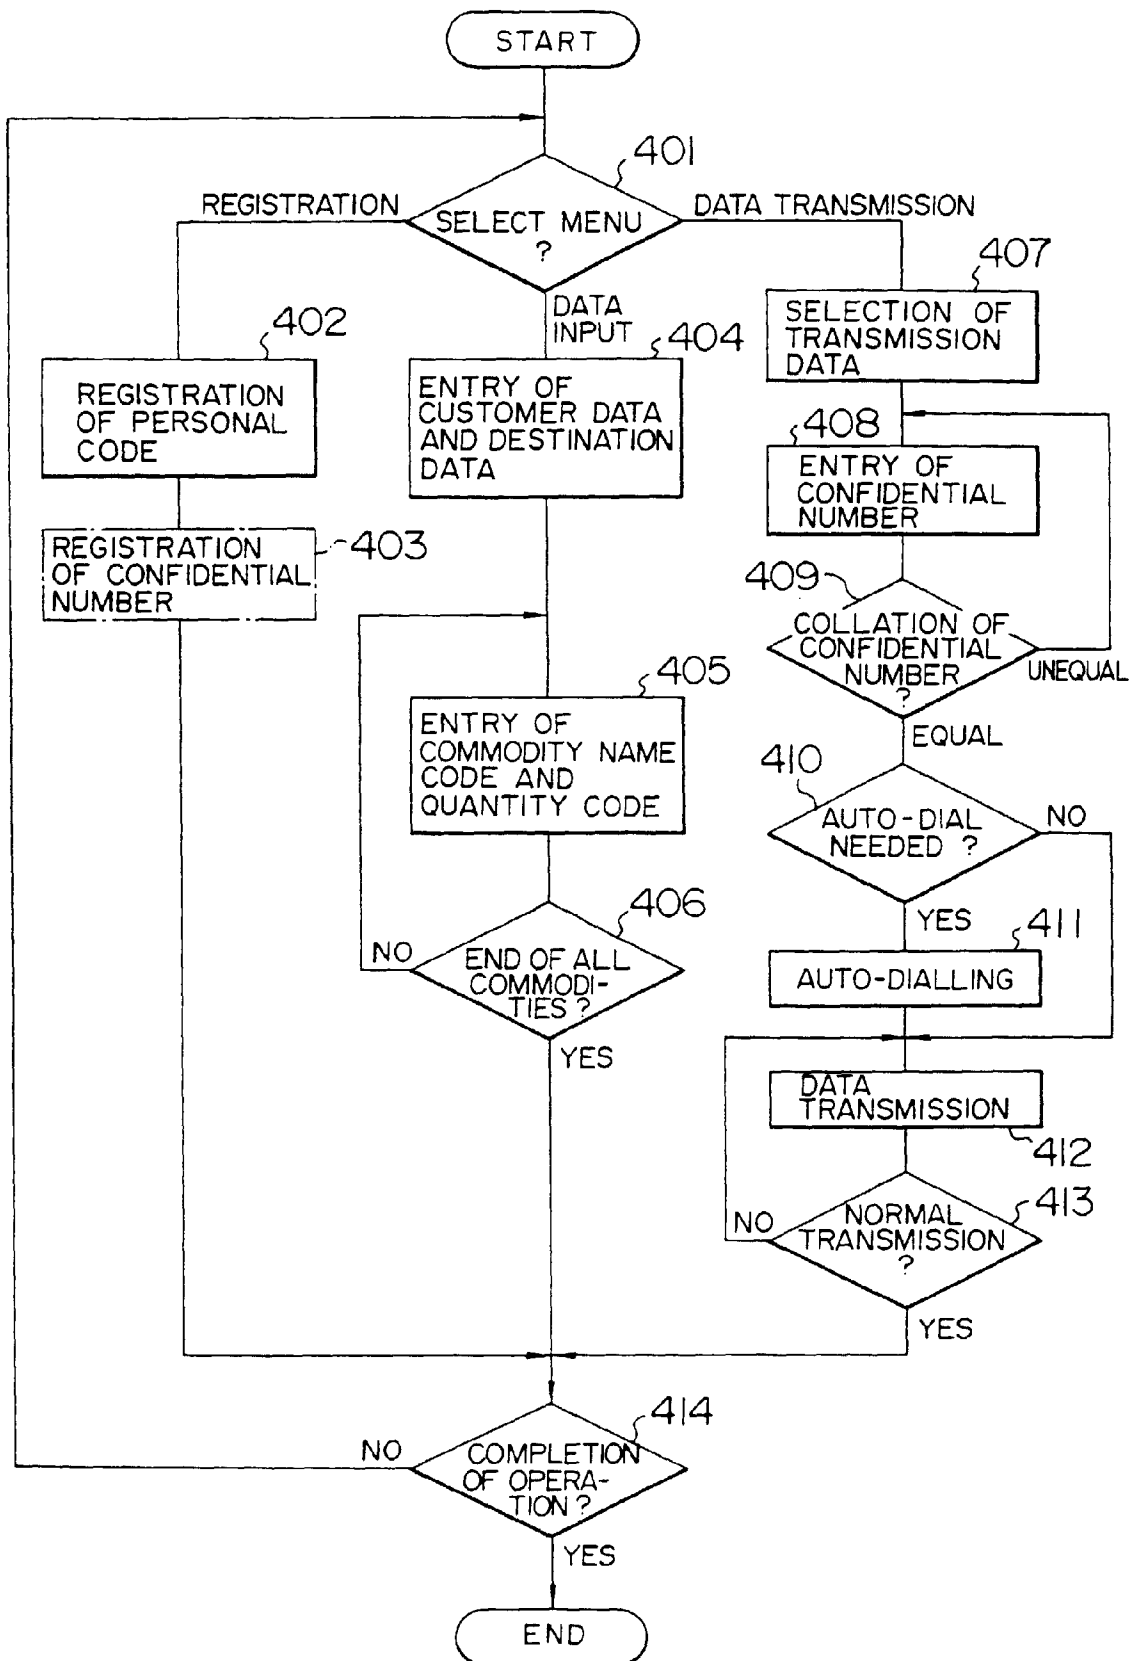 START
401
REGISTRATION
SELECT MENU
?
DATA TRANSMISSION
DATA
INPUT
402
REGISTRATION
OF PERSONAL
CODE
403
REGISTRATION
OF CONFIDENTIAL
NUMBER
404
ENTRY OF
CUSTOMER DATA
AND DESTINATION
DATA
405
ENTRY OF
COMMODITY NAME
CODE AND
QUANTITY CODE
406
NO
END OF ALL
COMMODI-
TIES ?
YES
407
SELECTION OF
TRANSMISSION
DATA
408
ENTRY OF
CONFIDENTIAL
NUMBER
409
COLLATION OF
CONFIDENTIAL
NUMBER
?
UNEQUAL
EQUAL
410
AUTO-DIAL
NEEDED ?
NO
YES
411
AUTO-DIALLING
DATA
TRANSMISSION
412
413
NO
NORMAL
TRANSMISSION
?
YES
414
NO
COMPLETION
OF OPERA-
TION ?
YES
END